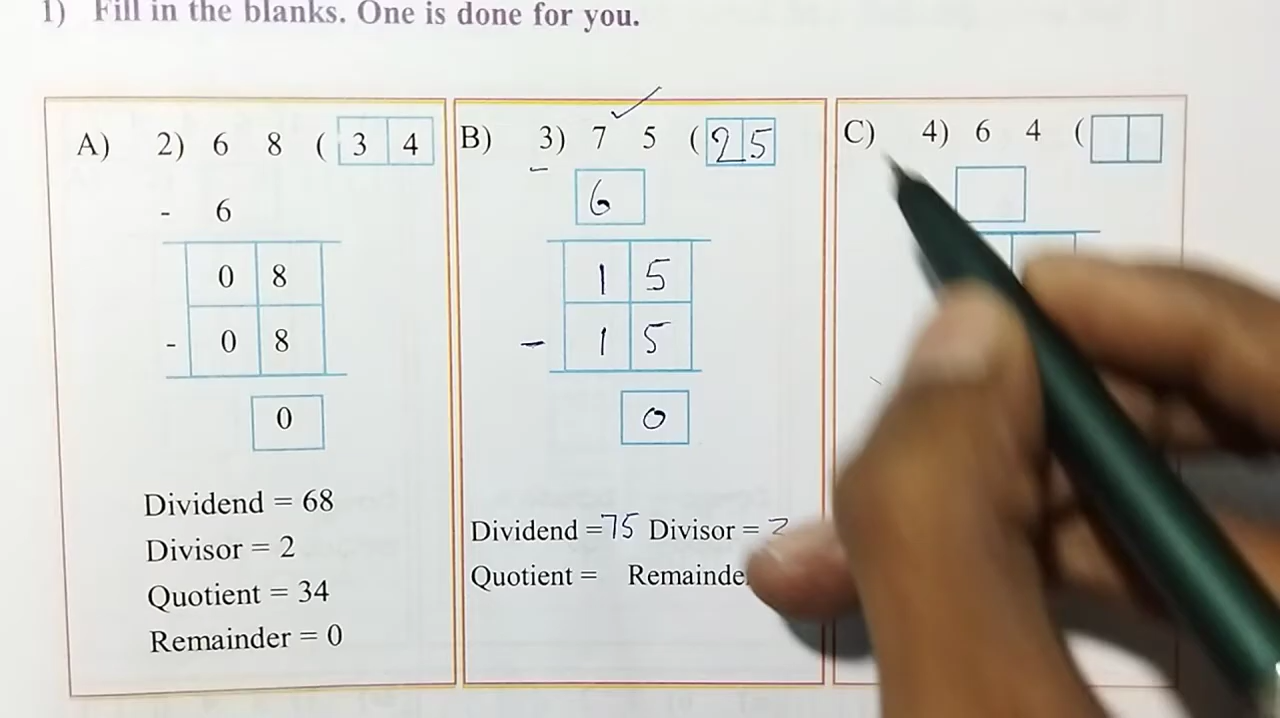 1) Fill in the blanks. One is done for you.
A) 2) 6 8 ( 3 4
- 6
0 8
- 0 8
0
Dividend = 68
Divisor = 2
Quotient = 34
Remainder = 0
B) 3) 7 5 ( 2 5
6
1 5
- 1 5
0
Dividend = 75 Divisor =
Quotient =
C) 4) 6 4 (